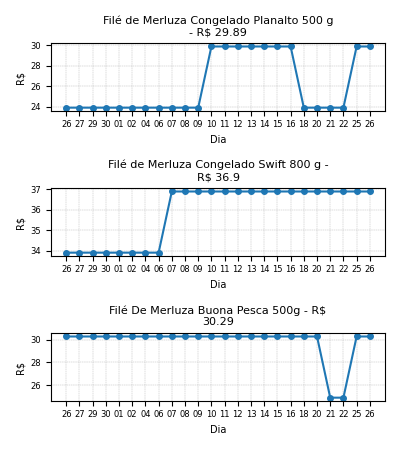 Filé de Merluza Congelado Planalto 500 g
- R$ 29.89
30
28
26
24
R$
26 27 29 30 01 02 04 06 07 08 09 10 11 12 13 14 15 16 17 18 20 21 22 25 26
Dia
Filé de Merluza Congelado Swift 800 g -
R$ 36.9
37
36
35
34
R$
26 27 29 30 01 02 04 06 07 08 09 10 11 12 13 14 15 16 18 20 21 22 25 26
Dia
Filé De Merluza Buona Pesca 500g - R$
30.29
30
28
26
R$
26 27 29 30 01 02 04 06 07 08 09 10 11 12 13 14 15 16 18 20 21 22 25 26
Dia